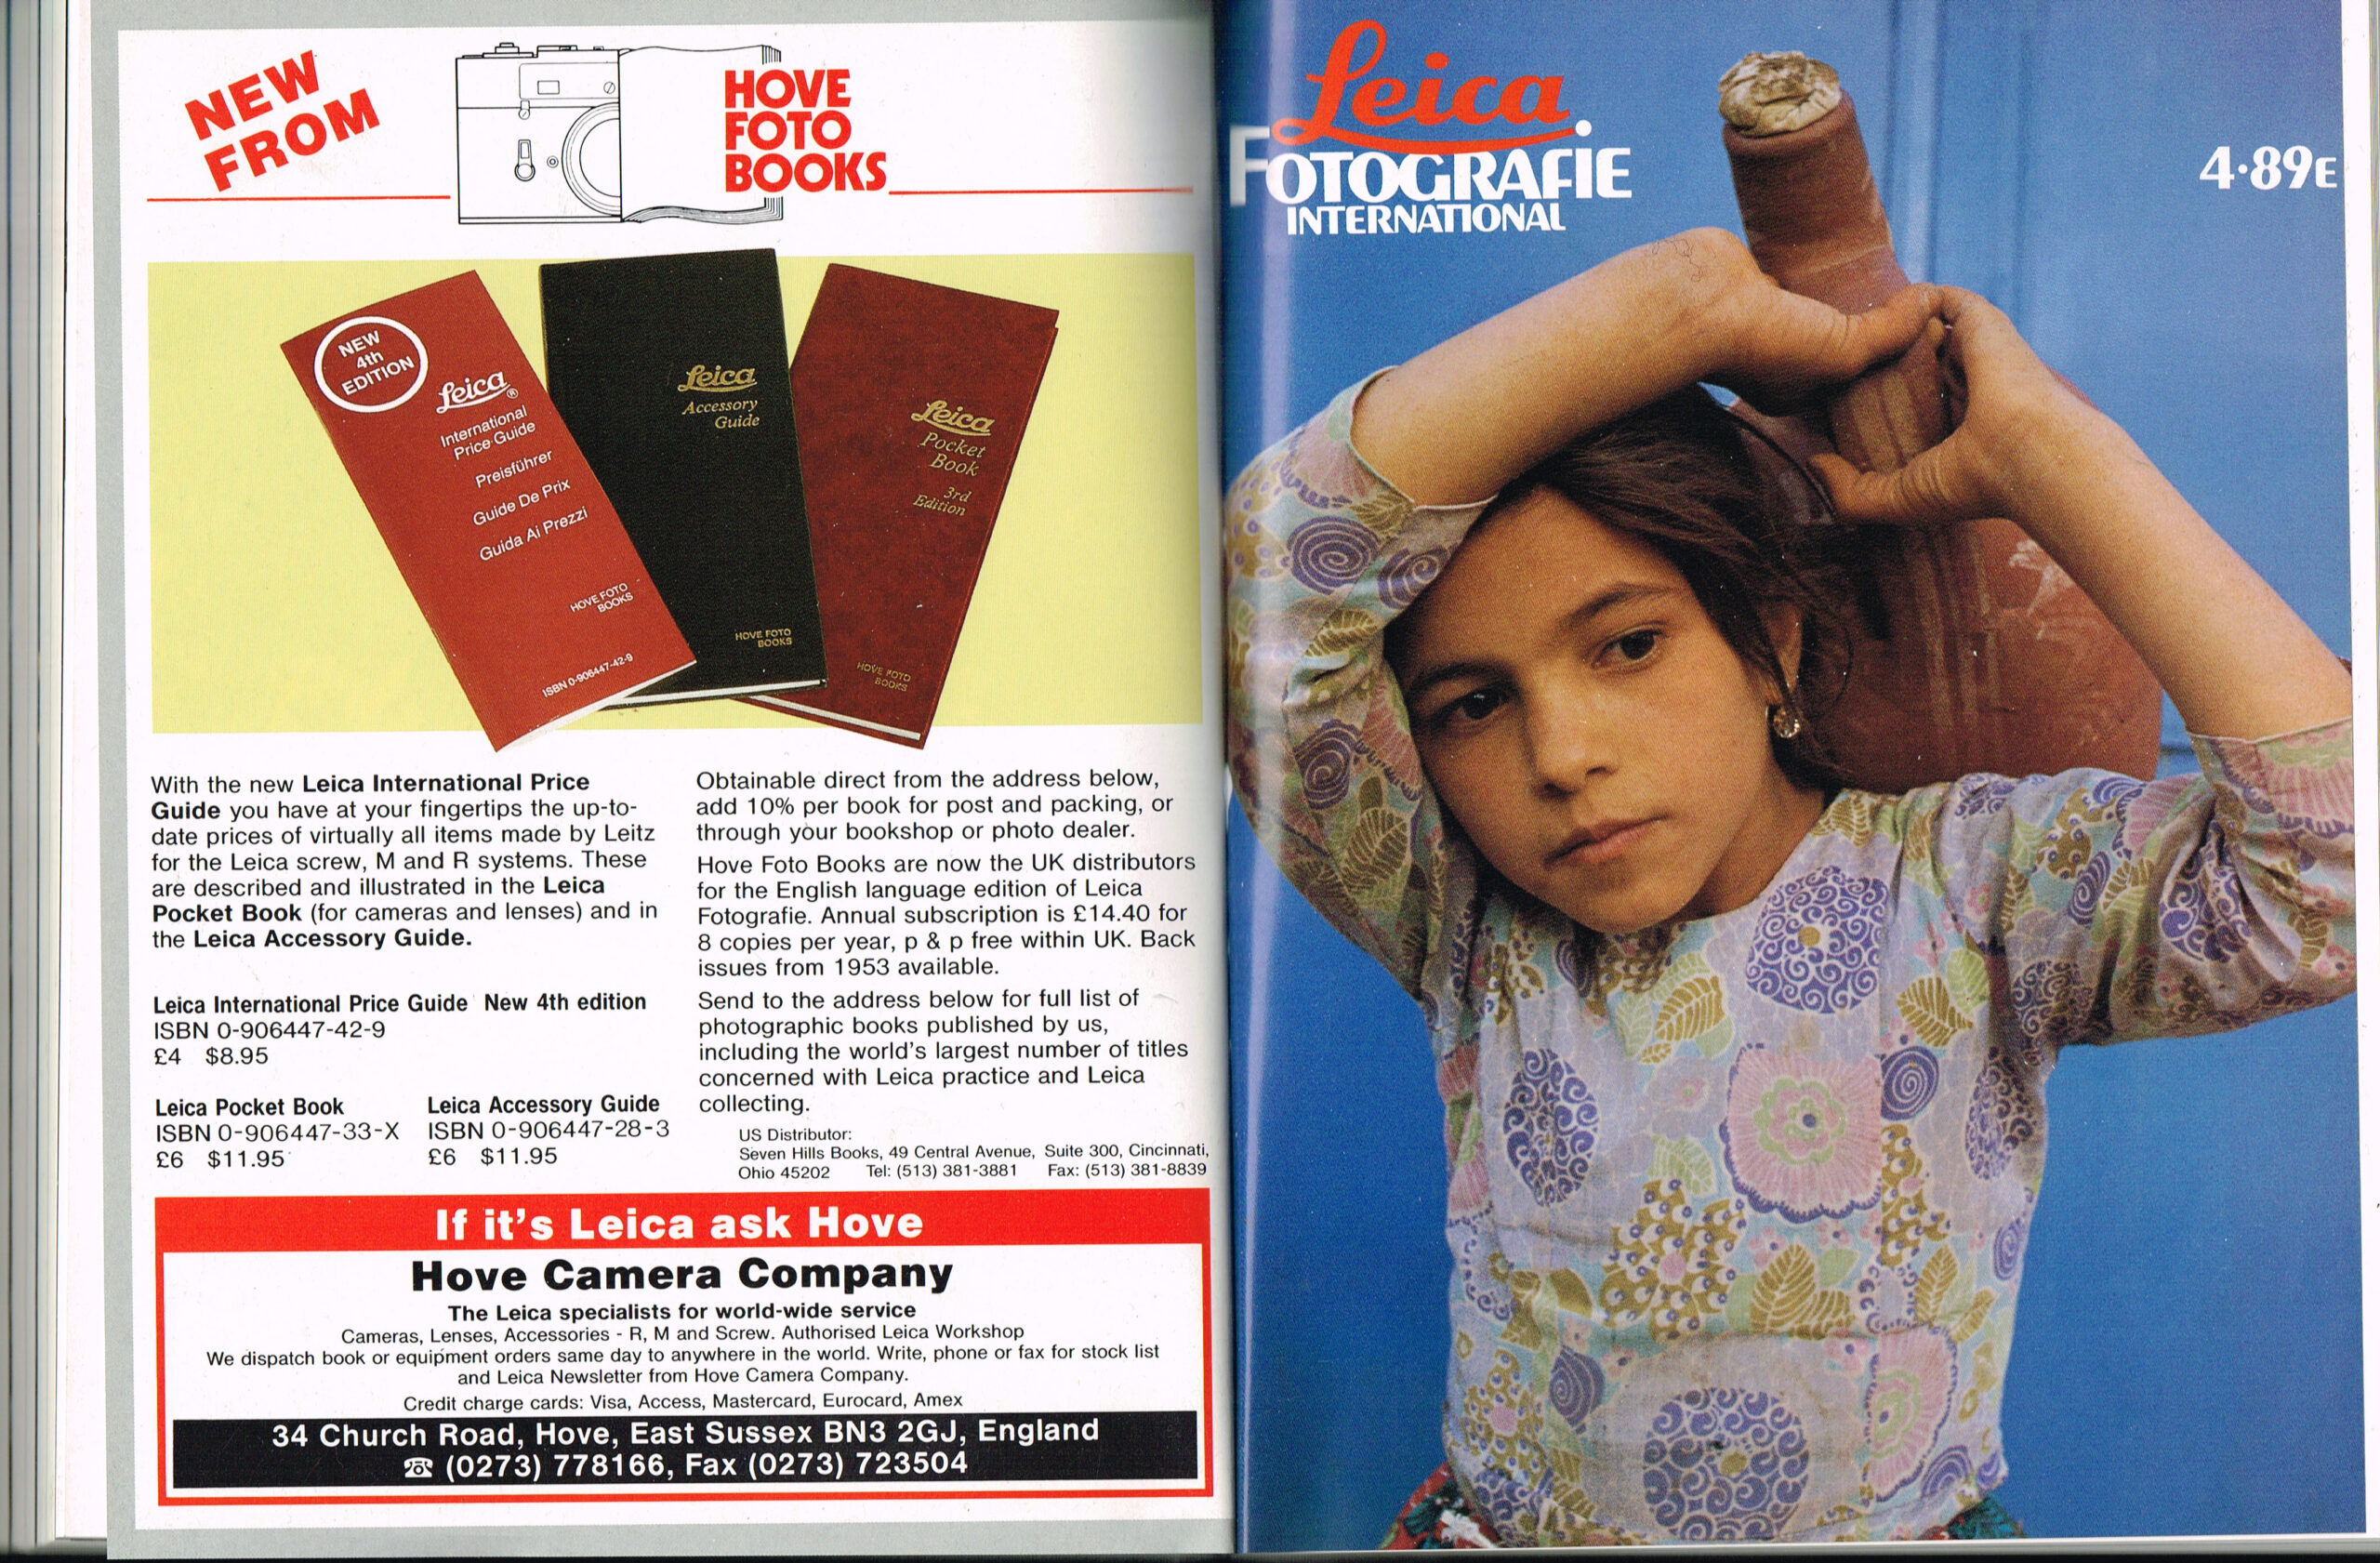 NEW
FROM
HOVE
FOTO
BOOKS
NEW
4th
EDITION
Leica®
International
Price Guide
Preisführer
Guide De Prix
Guida Ai Prezzi
HOVE FOTO
BOOKS
ISBN 0-906447-42-9
Leica
Accessory
Guide
HOVE FOTO
BOOKS
Leica
Pocket
Book
3rd
Edition
HOVE FOTO
BOOKS
With the new Leica International Price
Guide you have at your fingertips the up-to-
date prices of virtually all items made by Leitz
for the Leica screw, M and R systems. These
are described and illustrated in the Leica
Pocket Book (for cameras and lenses) and in
the Leica Accessory Guide.
Leica International Price Guide New 4th edition
ISBN 0-906447-42-9
£4 $8.95
Leica Pocket Book
ISBN 0-906447-33-X
£6 $11.95
Leica Accessory Guide
ISBN 0-906447-28-3
£6 $11.95
Obtainable direct from the address below,
add 10% per book for post and packing, or
through your bookshop or photo dealer.
Hove Foto Books are now the UK distributors
for the English language edition of Leica
Fotografie. Annual subscription is £14.40 for
8 copies per year, p & p free within UK. Back
issues from 1953 available.
Send to the address below for full list of
photographic books published by us,
including the world's largest number of titles
concerned with Leica practice and Leica
collecting.
US Distributor:
Seven Hills Books, 49 Central Avenue, Suite 300, Cincinnati,
Ohio 45202 Tel: (513) 381-3881 Fax: (513) 381-8839
If it's Leica ask Hove
Hove Camera Company
The Leica specialists for world-wide service
Cameras, Lenses, Accessories - R, M and Screw. Authorised Leica Workshop
We dispatch book or equipment orders same day to anywhere in the world. Write, phone or fax for stock list
and Leica Newsletter from Hove Camera Company.
Credit charge cards: Visa, Access, Mastercard, Eurocard, Amex
34 Church Road, Hove, East Sussex BN3 2GJ, England
☎ (0273) 778166, Fax (0273) 723504
Leica
FOTOGRAFIE
INTERNATIONAL
4·89E